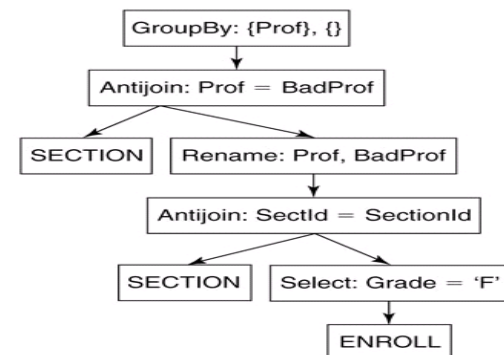 GroupBy: {Prof}, {}
Antijoin: Prof = BadProf
SECTION
Rename: Prof, BadProf
Antijoin: SectId = SectionId
SECTION
Select: Grade = ‘F’
ENROLL